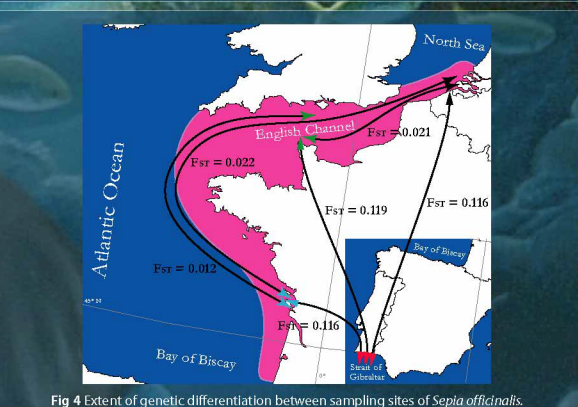 North Sea
English Channel
FST = 0.021
FST = 0.022
Atlantic Ocean
FST = 0.119
FST = 0.116
Bay of Biscay
FST = 0.012
45° N
FST = 0.116
Bay of Biscay
0°
Strait of
Gibraltar
Fig 4 Extent of genetic differentiation between sampling sites of Sepia officinalis.